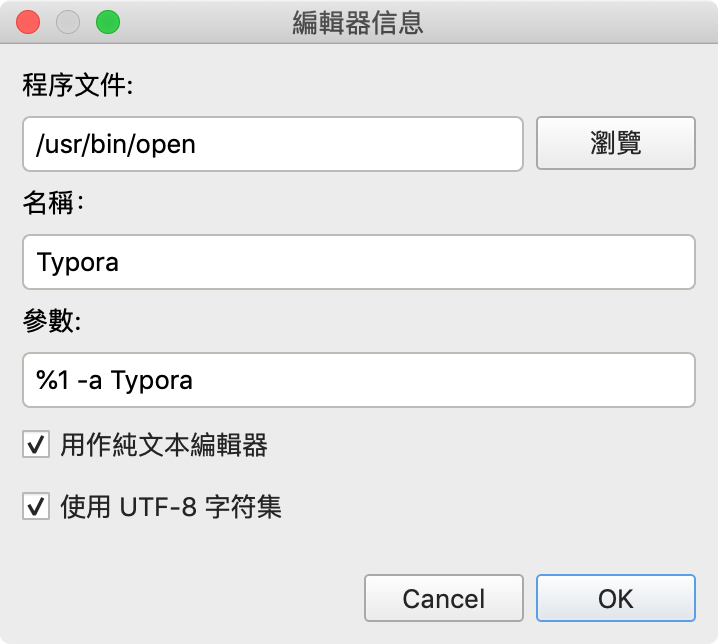 編輯器信息
程序文件:
/usr/bin/open
瀏覽
名稱:
Typora
參數:
%1 -a Typora
用作純文本編輯器
使用 UTF-8 字符集
Cancel
OK